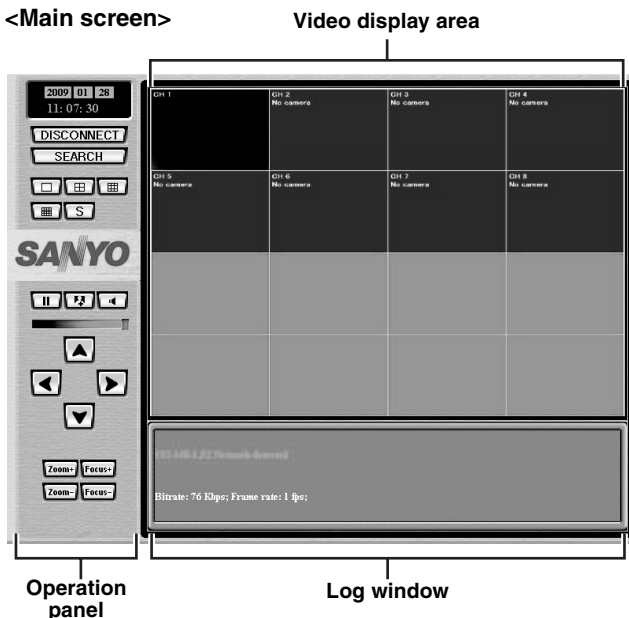 <Main screen>
Video display area
2009 01 28
11: 07: 30
DISCONNECT
SEARCH
S
SANYO
Zoom+ Focus+
Zoom- Focus-
CH 1
CH 2
No camera
CH 3
No camera
CH 4
No camera
CH 5
No camera
CH 6
No camera
CH 7
No camera
CH 8
No camera
Bitrate: 76 Kbps; Frame rate: 1 fps;
Operation
panel
Log window